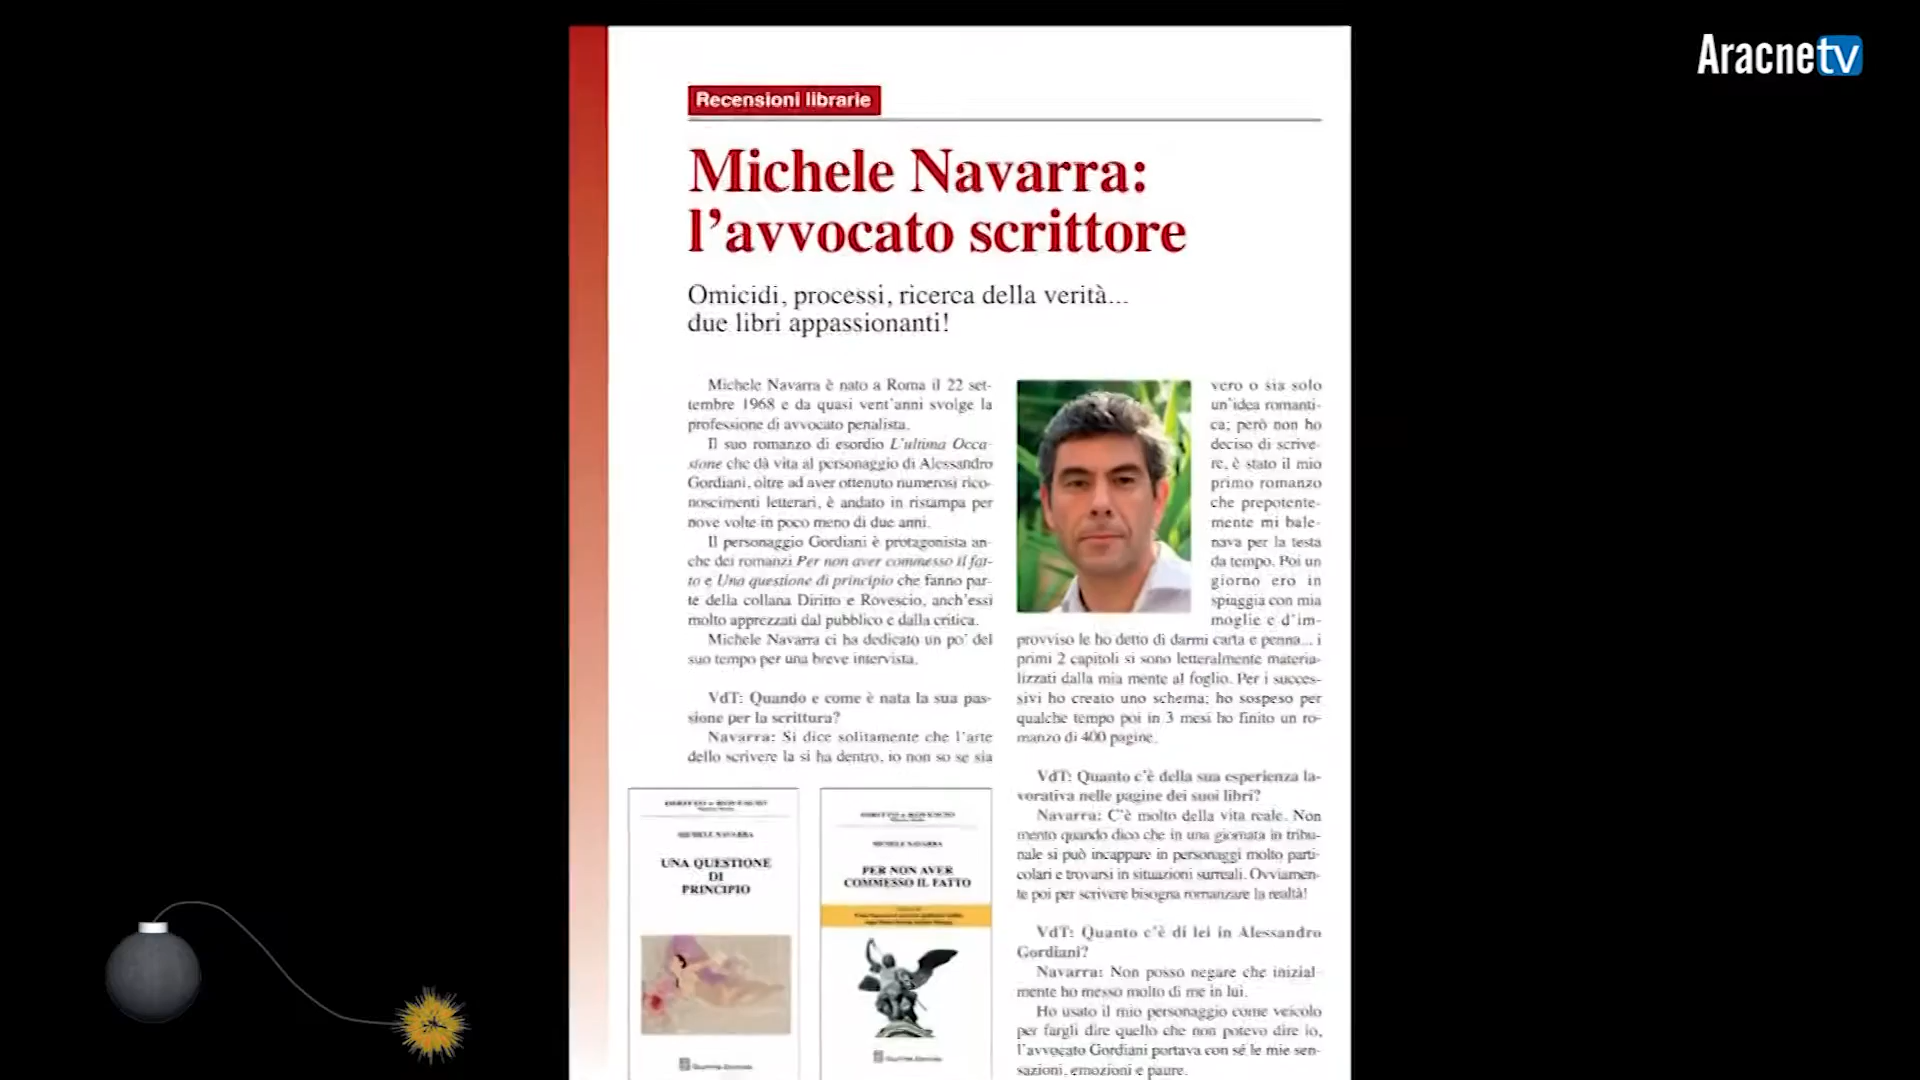 Aracnetv
Recensioni librarie
Michele Navarra:
l'avvocato scrittore
Omicidi, processi, ricerca della verità...
due libri appassionanti!
Michele Navarra è nato a Roma il 22 set-
tembre 1968 e da quasi vent'anni svolge la
professione di avvocato penalista.
Il suo romanzo di esordio L'ultima Occa-
sione che dà vita al personaggio di Alessandro
Gordiani, oltre ad aver ottenuto numerosi rico-
noscimenti letterari, è andato in ristampa per
nove volte in poco meno di due anni.
Il personaggio Gordiani è protagonista an-
che dei romanzi Per non aver commesso il fat-
to e Una questione di principio che fanno par-
te della collana Diritto e Rovescio, anch'essi
molto apprezzati dal pubblico e dalla critica.
Michele Navarra ci ha dedicato un po' del
suo tempo per una breve intervista.
VdT: Quando e come è nata la sua pas-
sione per la scrittura?
Navarra: Si dice solitamente che l'arte
dello scrivere la si ha dentro, io non so se sia
vero o sia solo
un'idea romanti-
ca; però non ho
deciso di scrive-
re, è stato il mio
primo romanzo
che prepotente-
mente mi bale-
nava per la testa
da tempo. Poi un
giorno ero in
spiaggia con mia
moglie e d'im-
provviso le ho detto di darmi carta e penna... i
primi 2 capitoli si sono letteralmente materia-
lizzati dalla mia mente al foglio. Per i succes-
sivi ho creato uno schema; ho sospeso per
qualche tempo poi in 3 mesi ho finito un ro-
manzo di 400 pagine.
VdT: Quanto c'è della sua esperienza la-
vorativa nelle pagine dei suoi libri?
Navarra: C'è molto della vita reale. Non
mento quando dico che in una giornata in tribu-
nale si può incappare in personaggi molto parti-
colari e trovarsi in situazioni surreali. Ovviamen-
te poi per scrivere bisogna romanzare la realtà!
VdT: Quanto c'è di lei in Alessandro
Gordiani?
Navarra: Non posso negare che inizial-
mente ho messo molto di me in lui.
Ho usato il mio personaggio come veicolo
per fargli dire quello che non potevo dire io,
l'avvocato Gordiani portava con sé le mie sen-
sazioni, emozioni e paure.
DIRITTO e ROVESCIO
MICHELE NAVARRA
UNA QUESTIONE
DI
PRINCIPIO
DIRITTO e ROVESCIO
MICHELE NAVARRA
PER NON AVER
COMMESSO IL FATTO